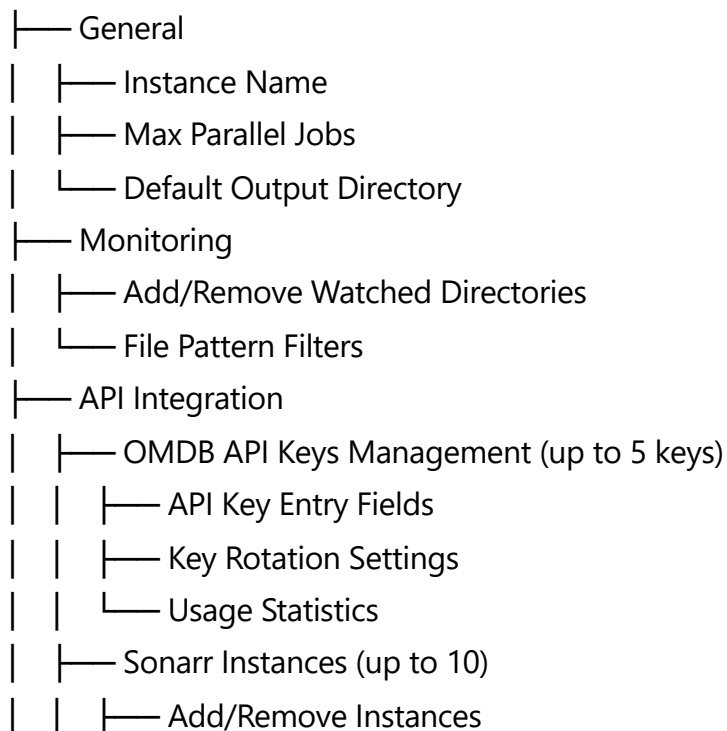 ├── General
│   ├── Instance Name
│   ├── Max Parallel Jobs
│   └── Default Output Directory
├── Monitoring
│   ├── Add/Remove Watched Directories
│   └── File Pattern Filters
├── API Integration
│   ├── OMDB API Keys Management (up to 5 keys)
│   │   ├── API Key Entry Fields
│   │   ├── Key Rotation Settings
│   │   └── Usage Statistics
│   ├── Sonarr Instances (up to 10)
│   │   ├── Add/Remove Instances